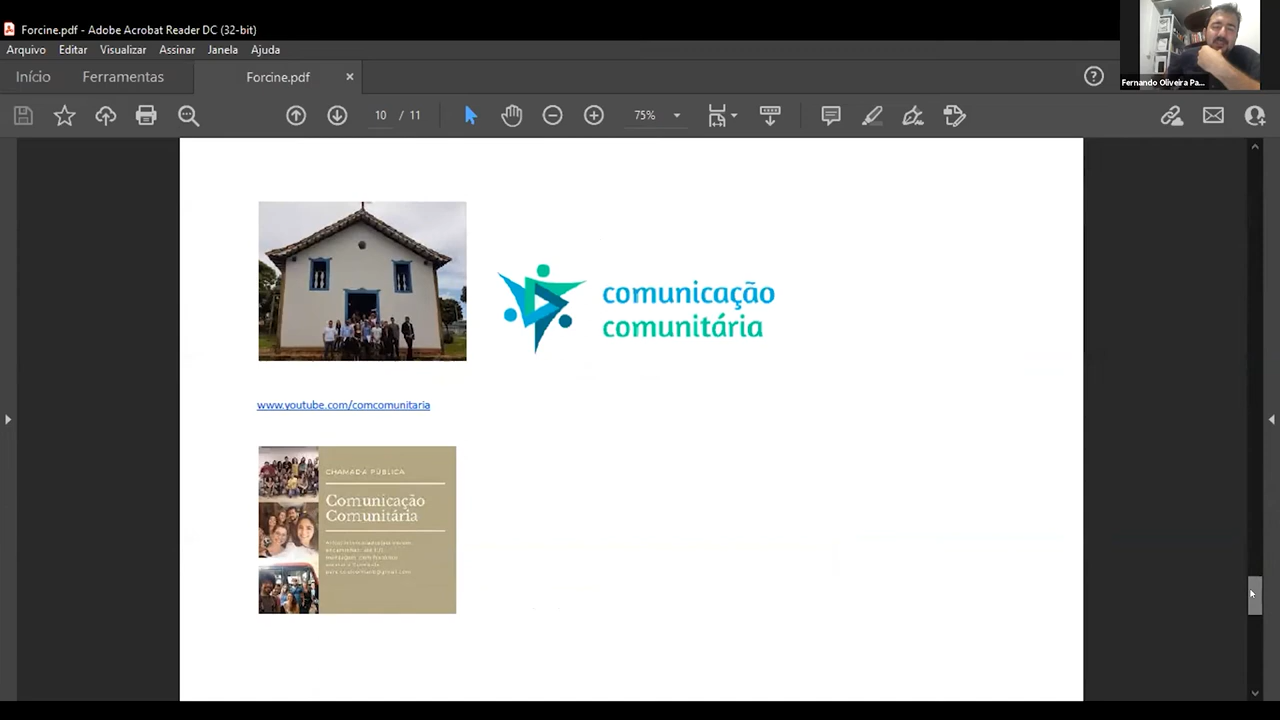 Forcine.pdf - Adobe Acrobat Reader DC (32-bit)
Arquivo Editar Visualizar Assinar Janela Ajuda
Início Ferramentas Forcine.pdf
10 / 11 75%
Fernando Oliveira Pa...
comunicação
comunitária
www.youtube.com/comcomunitaria
CHAMADA PÚBLICA
Comunicação
Comunitária